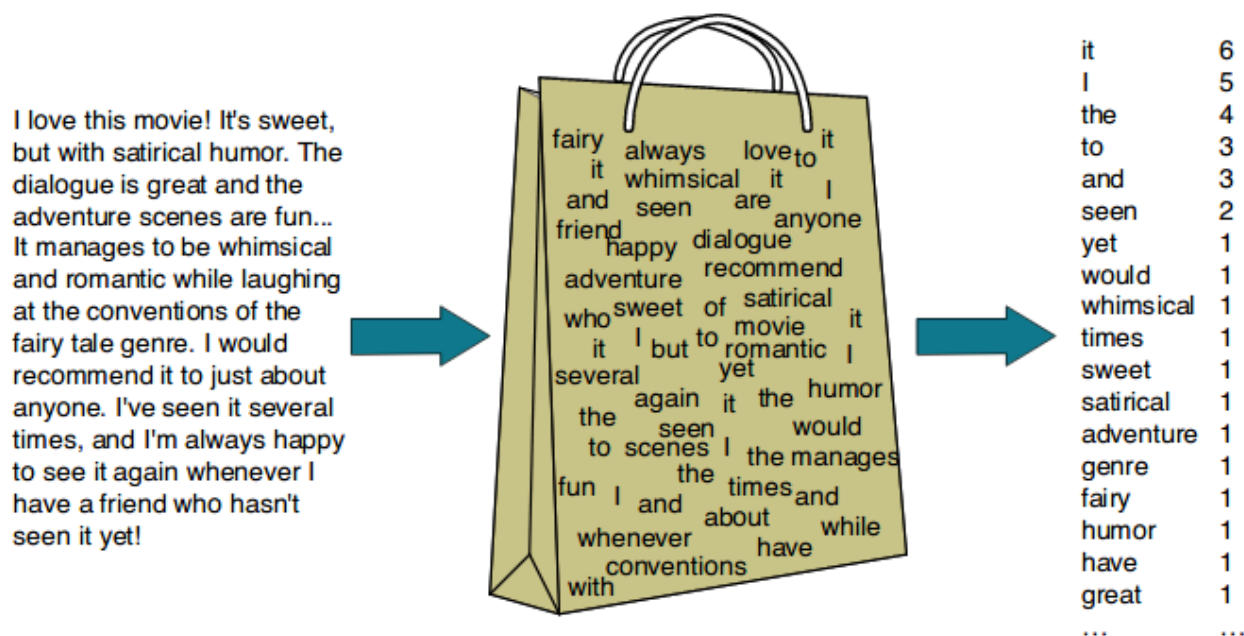 I love this movie! It's sweet,
but with satirical humor. The
dialogue is great and the
adventure scenes are fun...
It manages to be whimsical
and romantic while laughing
at the conventions of the
fairy tale genre. I would
recommend it to just about
anyone. I've seen it several
times, and I'm always happy
to see it again whenever I
have a friend who hasn't
seen it yet!
fairy always love to it
it whimsical it I
and seen are anyone
friend happy dialogue
adventure recommend
who sweet of satirical
it I but to movie it
romantic I
several yet
again it the humor
the seen would
to scenes I the manages
fun I and the times and
about while
whenever have
conventions
with
it 6
I 5
the 4
to 3
and 3
seen 2
yet 1
would 1
whimsical 1
times 1
sweet 1
satirical 1
adventure 1
genre 1
fairy 1
humor 1
have 1
great 1
... ...